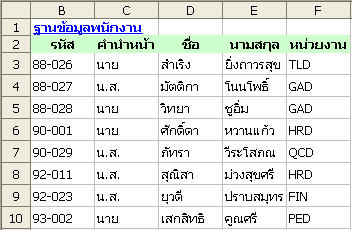 B C D E F
1 ฐานข้อมูลพนักงาน
2 รหัส คำนำหน้า ชื่อ นามสกุล หน่วยงาน
3 88-026 นาย สำเริง ยิ่งถาวรสุข TLD
4 88-027 น.ส. มัตติกา โนนโพธิ์ GAD
5 88-028 นาย วิทยา ชูอิ่ม GAD
6 90-001 นาย ศักดิ์ดา หวานแก้ว HRD
7 90-029 นาย ภัทรา วีระโสภณ QCD
8 92-011 น.ส. สุณิสา ม่วงสุขศรี HRD
9 92-023 น.ส. ยุวดี ปราบสมุทร FIN
10 93-002 นาย เสกสิทธิ คูณศรี PED